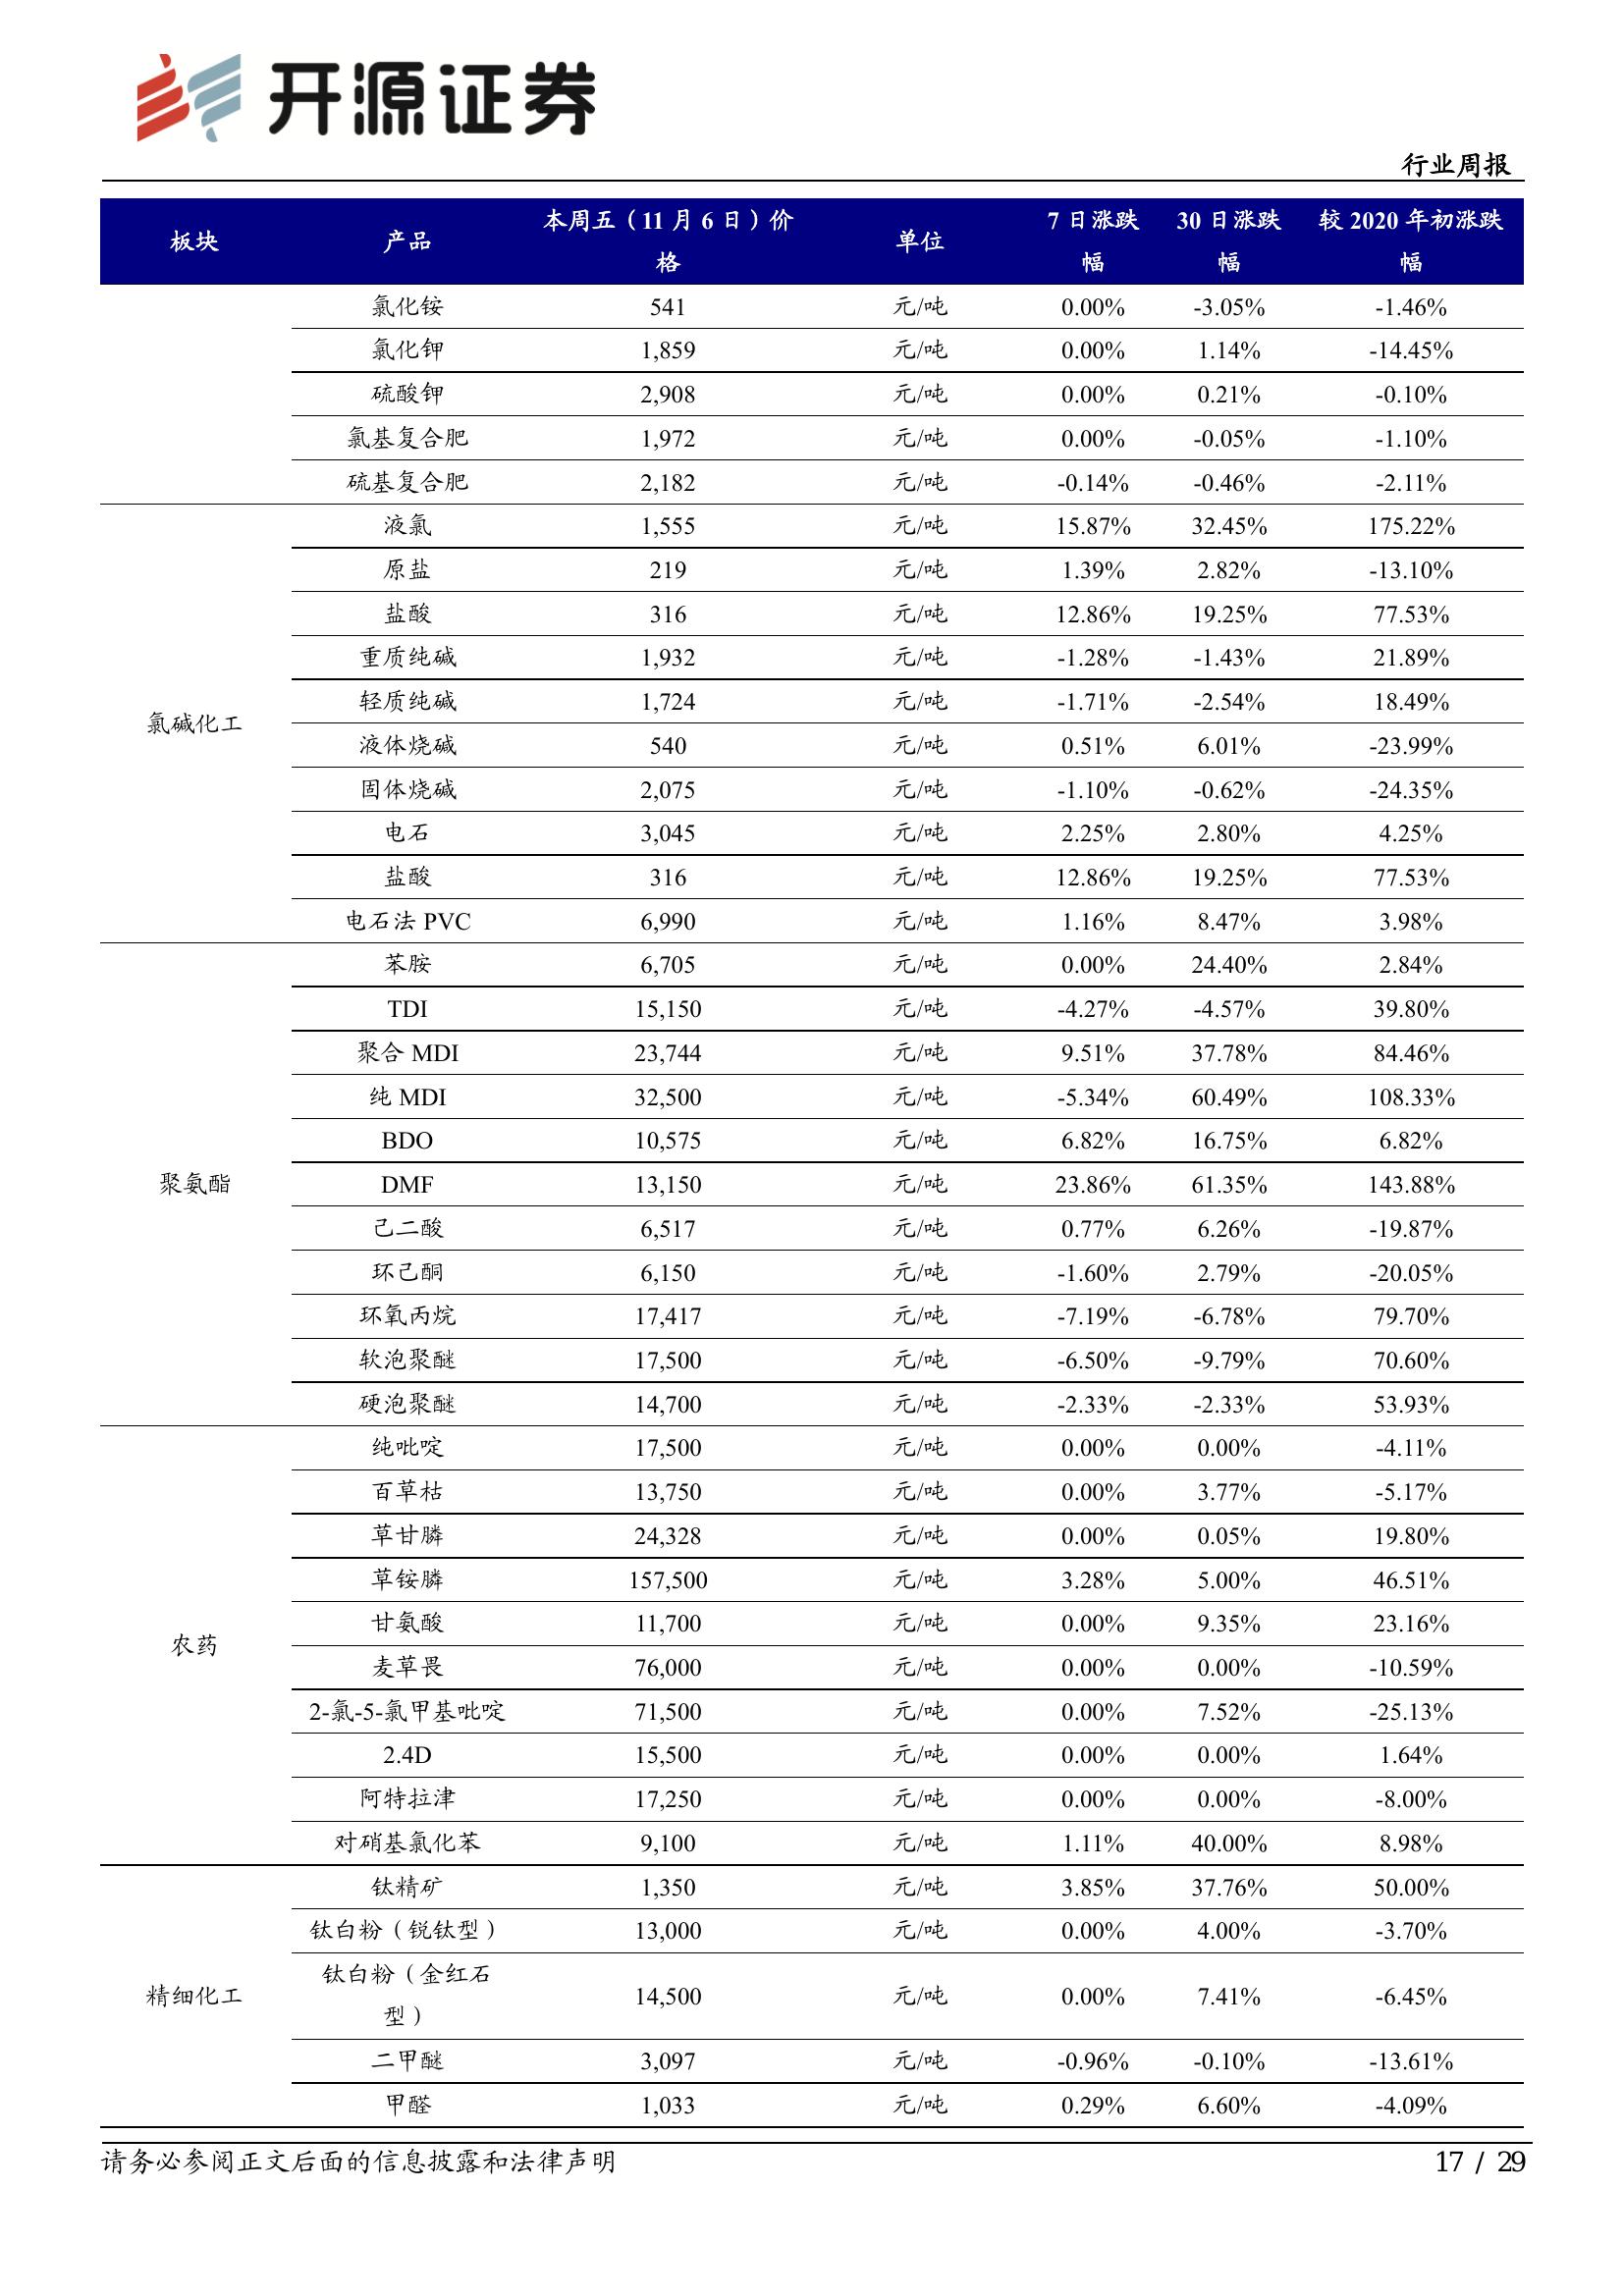 开源证券
行业周报
板块 产品 本周五（11 月 6 日）价格 单位 7 日涨跌幅 30 日涨跌幅 较 2020 年初涨跌幅
氯化铵 541 元/吨 0.00% -3.05% -1.46%
氯化钾 1,859 元/吨 0.00% 1.14% -14.45%
硫酸钾 2,908 元/吨 0.00% 0.21% -0.10%
氯基复合肥 1,972 元/吨 0.00% -0.05% -1.10%
硫基复合肥 2,182 元/吨 -0.14% -0.46% -2.11%
氯碱化工
液氯 1,555 元/吨 15.87% 32.45% 175.22%
原盐 219 元/吨 1.39% 2.82% -13.10%
盐酸 316 元/吨 12.86% 19.25% 77.53%
重质纯碱 1,932 元/吨 -1.28% -1.43% 21.89%
轻质纯碱 1,724 元/吨 -1.71% -2.54% 18.49%
液体烧碱 540 元/吨 0.51% 6.01% -23.99%
固体烧碱 2,075 元/吨 -1.10% -0.62% -24.35%
电石 3,045 元/吨 2.25% 2.80% 4.25%
盐酸 316 元/吨 12.86% 19.25% 77.53%
电石法 PVC 6,990 元/吨 1.16% 8.47% 3.98%
聚氨酯
苯胺 6,705 元/吨 0.00% 24.40% 2.84%
TDI 15,150 元/吨 -4.27% -4.57% 39.80%
聚合 MDI 23,744 元/吨 9.51% 37.78% 84.46%
纯 MDI 32,500 元/吨 -5.34% 60.49% 108.33%
BDO 10,575 元/吨 6.82% 16.75% 6.82%
DMF 13,150 元/吨 23.86% 61.35% 143.88%
己二酸 6,517 元/吨 0.77% 6.26% -19.87%
环己酮 6,150 元/吨 -1.60% 2.79% -20.05%
环氧丙烷 17,417 元/吨 -7.19% -6.78% 79.70%
软泡聚醚 17,500 元/吨 -6.50% -9.79% 70.60%
硬泡聚醚 14,700 元/吨 -2.33% -2.33% 53.93%
农药
纯吡啶 17,500 元/吨 0.00% 0.00% -4.11%
百草枯 13,750 元/吨 0.00% 3.77% -5.17%
草甘膦 24,328 元/吨 0.00% 0.05% 19.80%
草铵膦 157,500 元/吨 3.28% 5.00% 46.51%
甘氨酸 11,700 元/吨 0.00% 9.35% 23.16%
麦草畏 76,000 元/吨 0.00% 0.00% -10.59%
2-氯-5-氯甲基吡啶 71,500 元/吨 0.00% 7.52% -25.13%
2.4D 15,500 元/吨 0.00% 0.00% 1.64%
阿特拉津 17,250 元/吨 0.00% 0.00% -8.00%
对硝基氯化苯 9,100 元/吨 1.11% 40.00% 8.98%
精细化工
钛精矿 1,350 元/吨 3.85% 37.76% 50.00%
钛白粉（锐钛型） 13,000 元/吨 0.00% 4.00% -3.70%
钛白粉（金红石型） 14,500 元/吨 0.00% 7.41% -6.45%
二甲醚 3,097 元/吨 -0.96% -0.10% -13.61%
甲醛 1,033 元/吨 0.29% 6.60% -4.09%
请务必参阅正文后面的信息披露和法律声明 17 / 29